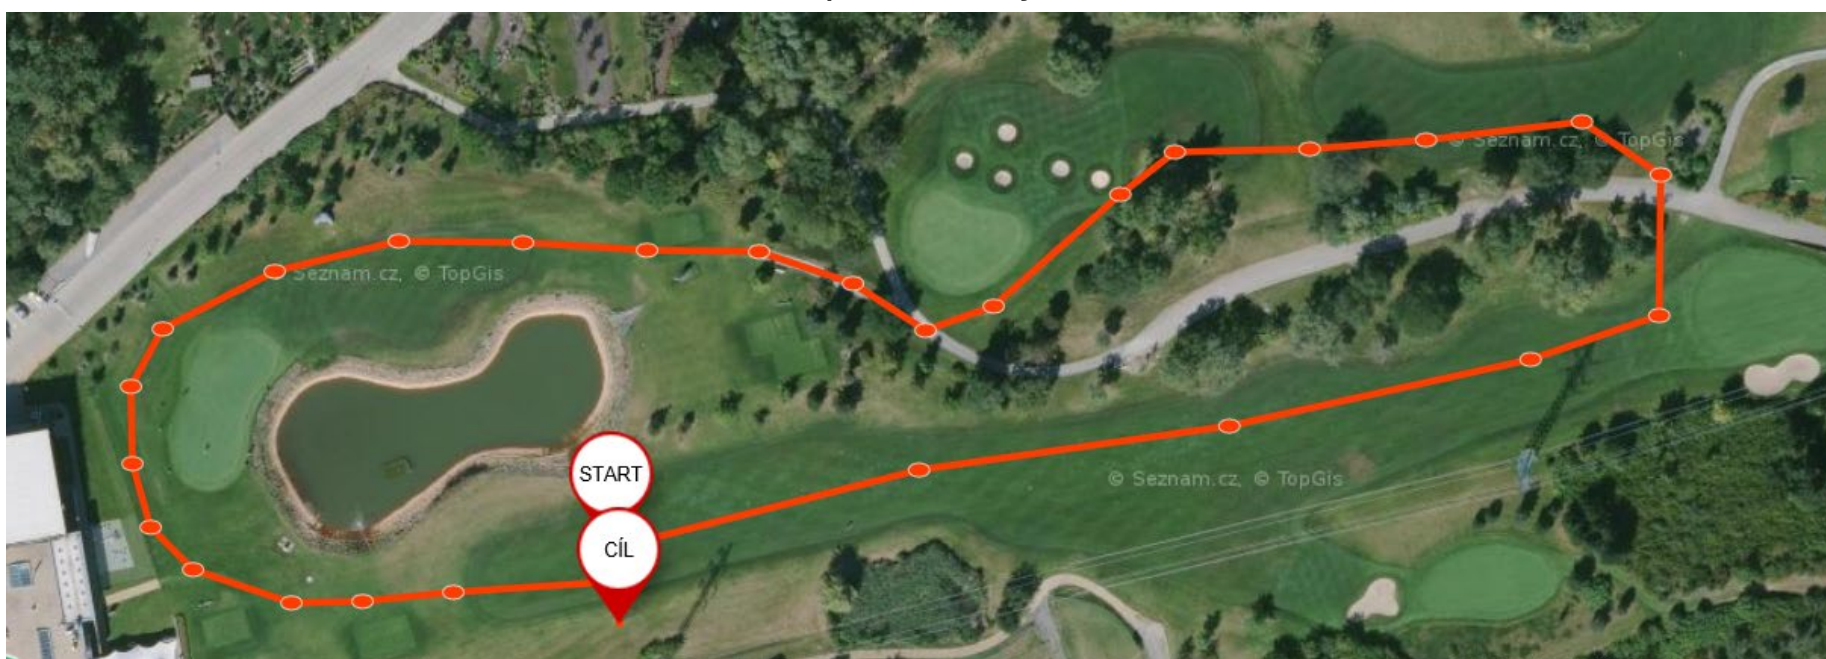 © Seznam.cz, © TopGis
Seznam.cz, © TopGis
START
© Seznam.cz, © TopGis
CÍL